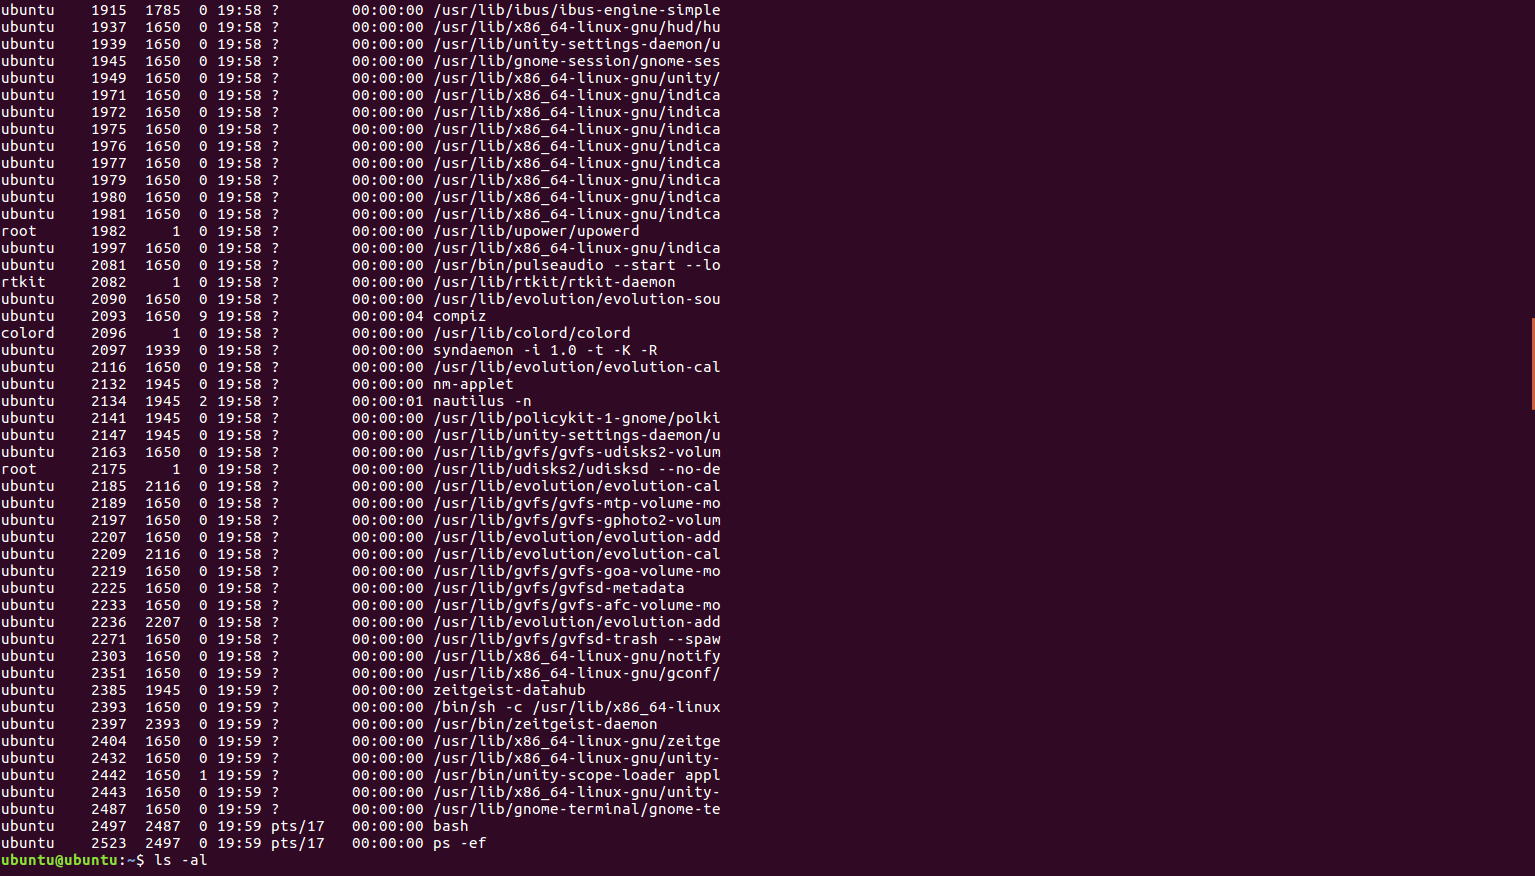 ubuntu    1915  1785  0 19:58 ?        00:00:00 /usr/lib/ibus/ibus-engine-simple
ubuntu    1937  1650  0 19:58 ?        00:00:00 /usr/lib/x86_64-linux-gnu/hud/hu
ubuntu    1939  1650  0 19:58 ?        00:00:00 /usr/lib/unity-settings-daemon/u
ubuntu    1945  1650  0 19:58 ?        00:00:00 /usr/lib/gnome-session/gnome-ses
ubuntu    1949  1650  0 19:58 ?        00:00:00 /usr/lib/x86_64-linux-gnu/unity/
ubuntu    1971  1650  0 19:58 ?        00:00:00 /usr/lib/x86_64-linux-gnu/indica
ubuntu    1972  1650  0 19:58 ?        00:00:00 /usr/lib/x86_64-linux-gnu/indica
ubuntu    1975  1650  0 19:58 ?        00:00:00 /usr/lib/x86_64-linux-gnu/indica
ubuntu    1976  1650  0 19:58 ?        00:00:00 /usr/lib/x86_64-linux-gnu/indica
ubuntu    1977  1650  0 19:58 ?        00:00:00 /usr/lib/x86_64-linux-gnu/indica
ubuntu    1979  1650  0 19:58 ?        00:00:00 /usr/lib/x86_64-linux-gnu/indica
ubuntu    1980  1650  0 19:58 ?        00:00:00 /usr/lib/x86_64-linux-gnu/indica
ubuntu    1981  1650  0 19:58 ?        00:00:00 /usr/lib/x86_64-linux-gnu/indica
root      1982     1  0 19:58 ?        00:00:00 /usr/lib/upower/upowerd
ubuntu    1997  1650  0 19:58 ?        00:00:00 /usr/lib/x86_64-linux-gnu/indica
ubuntu    2081  1650  0 19:58 ?        00:00:00 /usr/bin/pulseaudio --start --lo
rtkit     2082     1  0 19:58 ?        00:00:00 /usr/lib/rtkit/rtkit-daemon
ubuntu    2090  1650  0 19:58 ?        00:00:00 /usr/lib/evolution/evolution-sou
ubuntu    2093  1650  9 19:58 ?        00:00:04 compiz
colord    2096     1  0 19:58 ?        00:00:00 /usr/lib/colord/colord
ubuntu    2097  1939  0 19:58 ?        00:00:00 syndaemon -i 1.0 -t -K -R
ubuntu    2116  1650  0 19:58 ?        00:00:00 /usr/lib/evolution/evolution-cal
ubuntu    2132  1945  0 19:58 ?        00:00:00 nm-applet
ubuntu    2134  1945  2 19:58 ?        00:00:01 nautilus -n
ubuntu    2141  1945  0 19:58 ?        00:00:00 /usr/lib/policykit-1-gnome/polki
ubuntu    2147  1945  0 19:58 ?        00:00:00 /usr/lib/unity-settings-daemon/u
ubuntu    2163  1650  0 19:58 ?        00:00:00 /usr/lib/gvfs/gvfs-udisks2-volum
root      2175     1  0 19:58 ?        00:00:00 /usr/lib/udisks2/udisksd --no-de
ubuntu    2185  2116  0 19:58 ?        00:00:00 /usr/lib/evolution/evolution-cal
ubuntu    2189  1650  0 19:58 ?        00:00:00 /usr/lib/gvfs/gvfs-mtp-volume-mo
ubuntu    2197  1650  0 19:58 ?        00:00:00 /usr/lib/gvfs/gvfs-gphoto2-volum
ubuntu    2207  1650  0 19:58 ?        00:00:00 /usr/lib/evolution/evolution-add
ubuntu    2209  2116  0 19:58 ?        00:00:00 /usr/lib/evolution/evolution-cal
ubuntu    2219  1650  0 19:58 ?        00:00:00 /usr/lib/gvfs/gvfs-goa-volume-mo
ubuntu    2225  1650  0 19:58 ?        00:00:00 /usr/lib/gvfs/gvfsd-metadata
ubuntu    2233  1650  0 19:58 ?        00:00:00 /usr/lib/gvfs/gvfs-afc-volume-mo
ubuntu    2236  2207  0 19:58 ?        00:00:00 /usr/lib/evolution/evolution-add
ubuntu    2271  1650  0 19:58 ?        00:00:00 /usr/lib/gvfs/gvfsd-trash --spaw
ubuntu    2303  1650  0 19:58 ?        00:00:00 /usr/lib/x86_64-linux-gnu/notify
ubuntu    2351  1650  0 19:59 ?        00:00:00 /usr/lib/x86_64-linux-gnu/gconf/
ubuntu    2385  1945  0 19:59 ?        00:00:00 zeitgeist-datahub
ubuntu    2393  1650  0 19:59 ?        00:00:00 /bin/sh -c /usr/lib/x86_64-linux
ubuntu    2397  2393  0 19:59 ?        00:00:00 /usr/bin/zeitgeist-daemon
ubuntu    2404  1650  0 19:59 ?        00:00:00 /usr/lib/x86_64-linux-gnu/zeitge
ubuntu    2432  1650  0 19:59 ?        00:00:00 /usr/lib/x86_64-linux-gnu/unity-
ubuntu    2442  1650  1 19:59 ?        00:00:00 /usr/bin/unity-scope-loader appl
ubuntu    2443  1650  0 19:59 ?        00:00:00 /usr/lib/x86_64-linux-gnu/unity-
ubuntu    2487  1650  0 19:59 ?        00:00:00 /usr/lib/gnome-terminal/gnome-te
ubuntu    2497  2487  0 19:59 pts/17   00:00:00 bash
ubuntu    2523  2497  0 19:59 pts/17   00:00:00 ps -ef
ubuntu@ubuntu:~$ ls -al